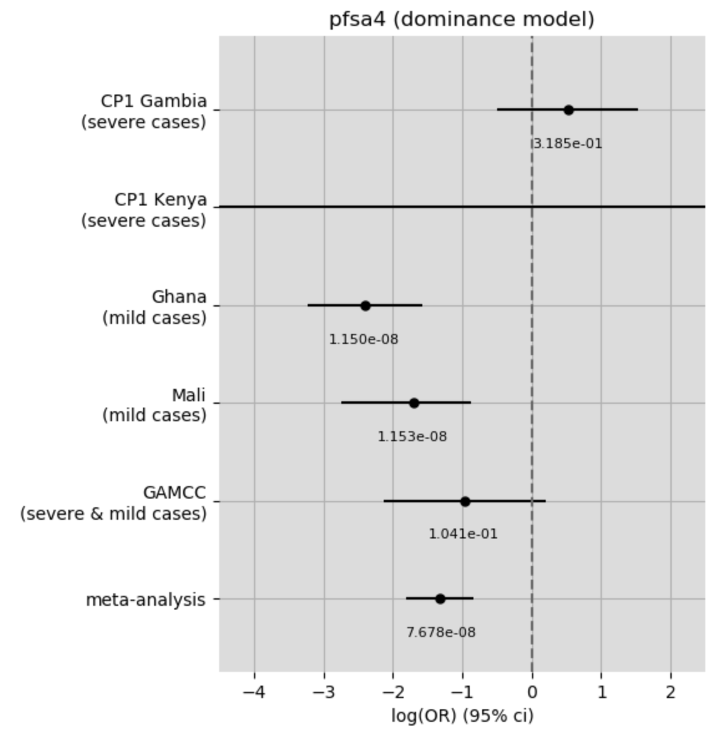 pfsa4 (dominance model)
CP1 Gambia
(severe cases)
3.185e-01
CP1 Kenya
(severe cases)
Ghana
(mild cases)
1.150e-08
Mali
(mild cases)
1.153e-08
GAMCC
(severe & mild cases)
1.041e-01
meta-analysis
7.678e-08
−4 −3 −2 −1 0 1 2
log(OR) (95% ci)